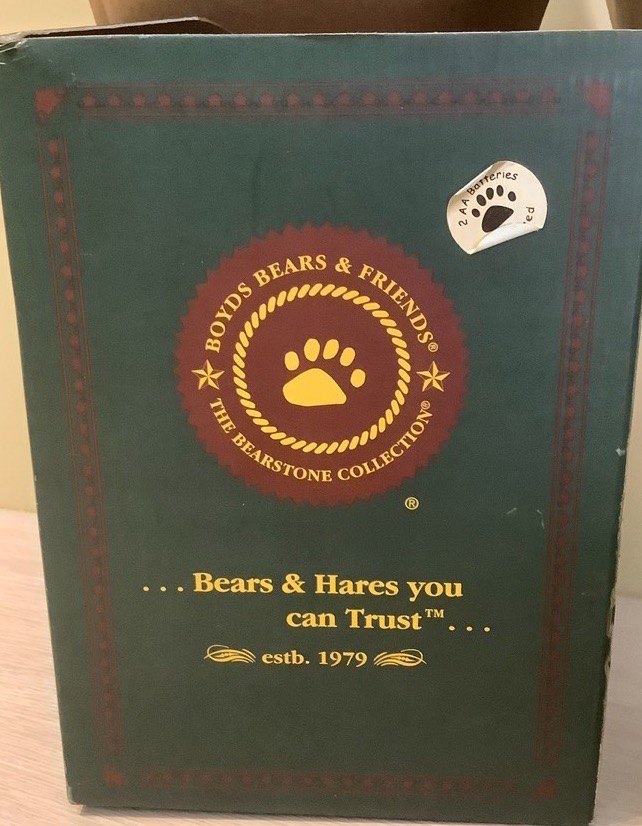 2 AA Batteries
BOYDS BEARS & FRIENDS®
THE BEARSTONE COLLECTION®
®
...Bears & Hares you
can Trust™...
estb. 1979